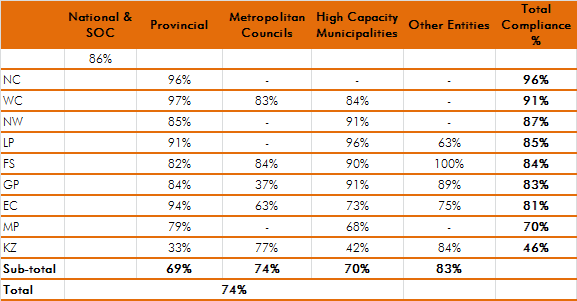 National & SOC Provincial Metropolitan Councils High Capacity Municipalities Other Entities Total Compliance %
86%
NC 96% - - - 96%
WC 97% 83% 84% - 91%
NW 85% - 91% - 87%
LP 91% - 96% 63% 85%
FS 82% 84% 90% 100% 84%
GP 84% 37% 91% 89% 83%
EC 94% 63% 73% 75% 81%
MP 79% - 68% - 70%
KZ 33% 77% 42% 84% 46%
Sub-total 69% 74% 70% 83%
Total 74%